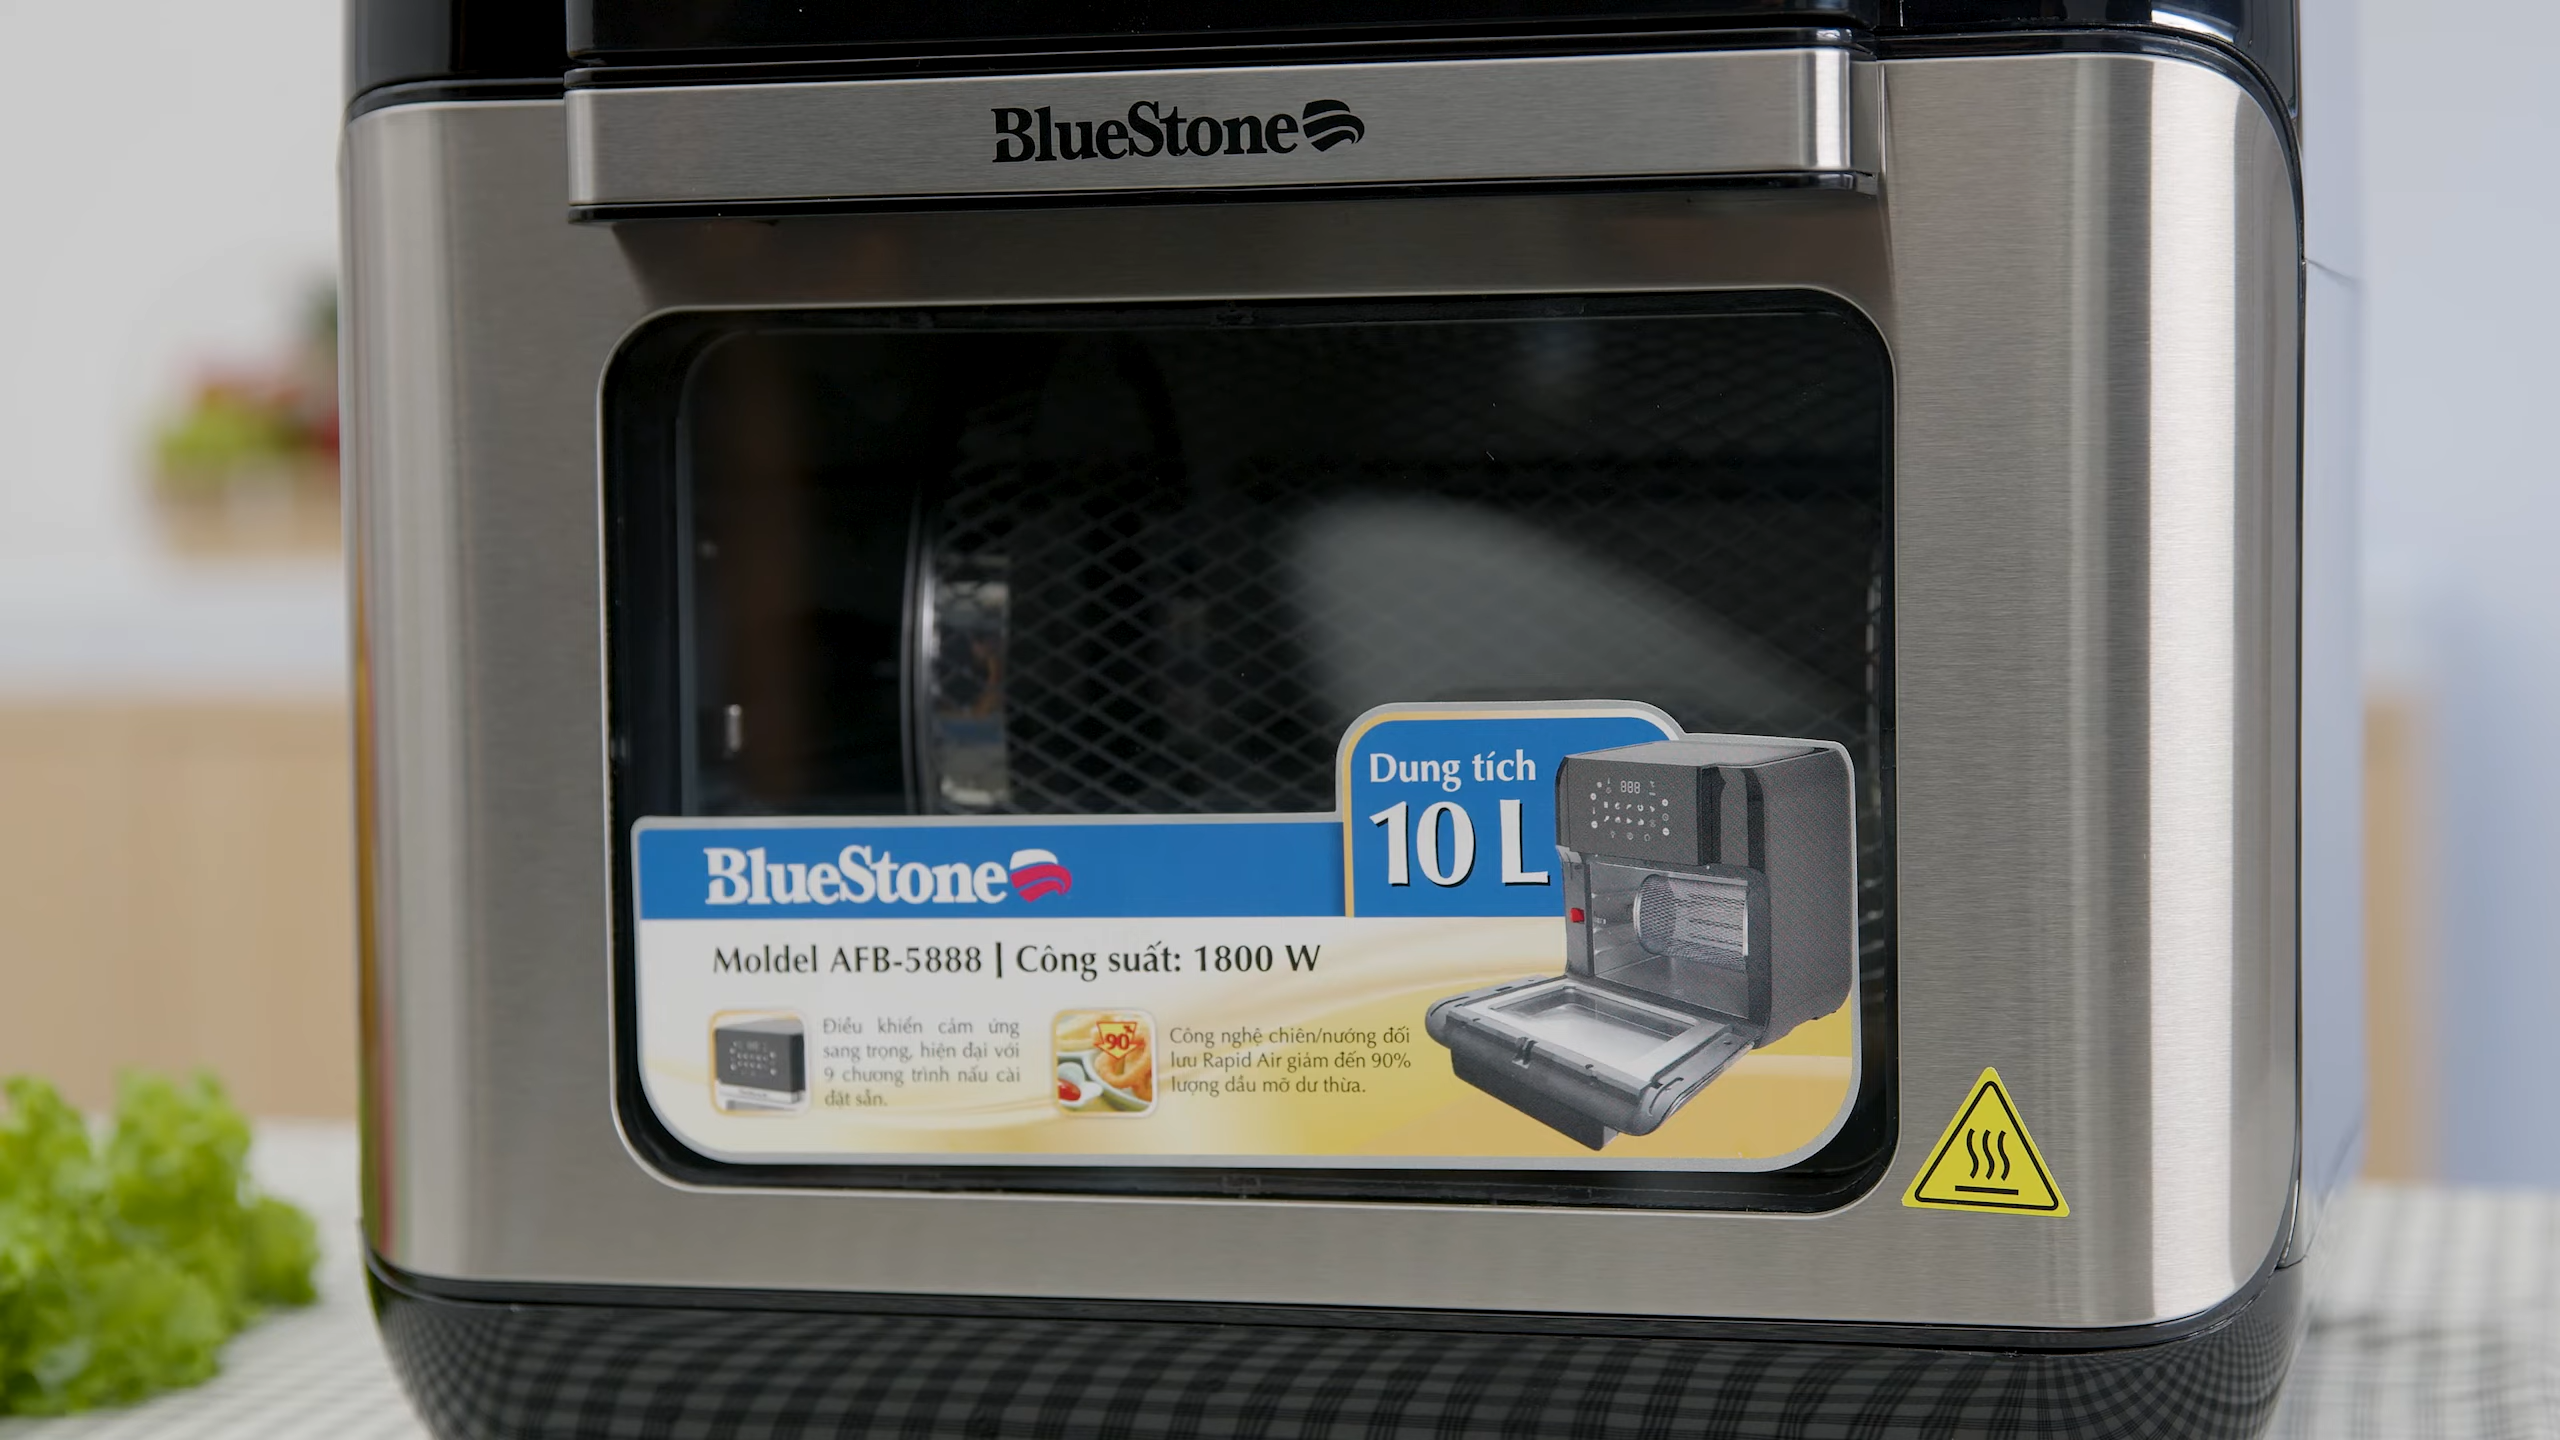 BlueStone
Dung tích
10 L
888
BlueStone
Moldel AFB-5888 | Công suất: 1800 W
Điều khiển cảm ứng
sang trọng, hiện đại với
9 chương trình nấu cài
đặt sẵn.
90%
Công nghệ chiên/nướng đối
lưu Rapid Air giảm đến 90%
lượng dầu mỡ dư thừa.